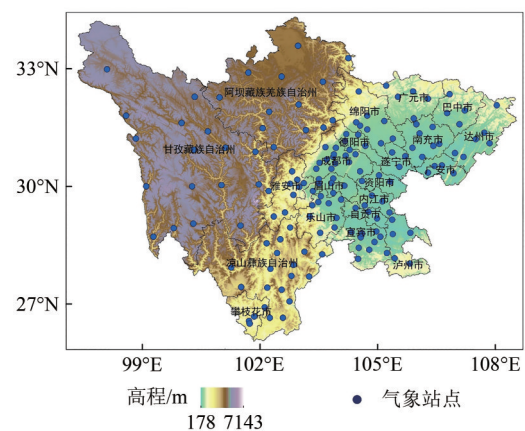 33°N
30°N
27°N
阿坝藏族羌族自治州
广元市
巴中市
绵阳市
达州市
德阳市
南充市
甘孜藏族自治州
成都市
遂宁市
广安市
雅安市
眉山市
资阳市
内江市
乐山市
自贡市
宜宾市
泸州市
凉山彝族自治州
攀枝花市
99°E 102°E 105°E 108°E
高程/m
178 7143
气象站点